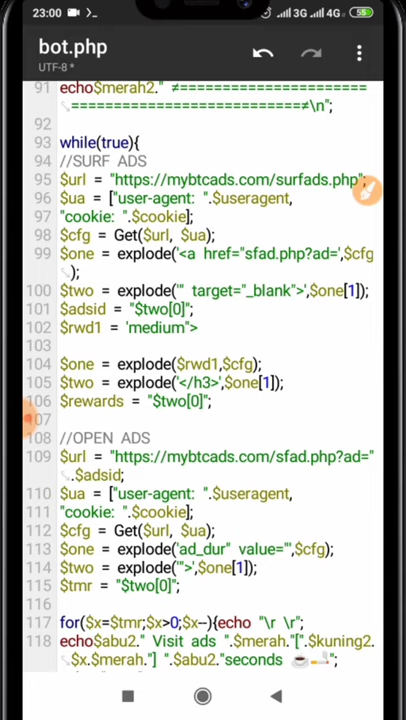 23:00
3G
4G
55
bot.php
UTF-8 *
91 echo$merah2." ≠=======================
===========================≠\n";
92
93 while(true){
94 //SURF ADS
95 $url = "https://mybtcads.com/surfads.php";
96 $ua = ["user-agent: ".$useragent,
97 "cookie: ".$cookie];
98 $cfg = Get($url, $ua);
99 $one = explode('<a href="sfad.php?ad=',$cfg
);
100 $two = explode('" target="_blank">',$one[1]);
101 $adsid = "$two[0]";
102 $rwd1 = 'medium">
103
104 $one = explode($rwd1,$cfg);
105 $two = explode('</h3>',$one[1]);
106 $rewards = "$two[0]";
107
108 //OPEN ADS
109 $url = "https://mybtcads.com/sfad.php?ad="
.$adsid;
110 $ua = ["user-agent: ".$useragent,
111 "cookie: ".$cookie];
112 $cfg = Get($url, $ua);
113 $one = explode('ad_dur" value="',$cfg);
114 $two = explode('">',$one[1]);
115 $tmr = "$two[0]";
116
117 for($x=$tmr;$x>0;$x--){echo "\r \r";
118 echo$abu2." Visit ads ".$merah."[".$kuning2.
$x.$merah."] ".$abu2."seconds ☕🚬";